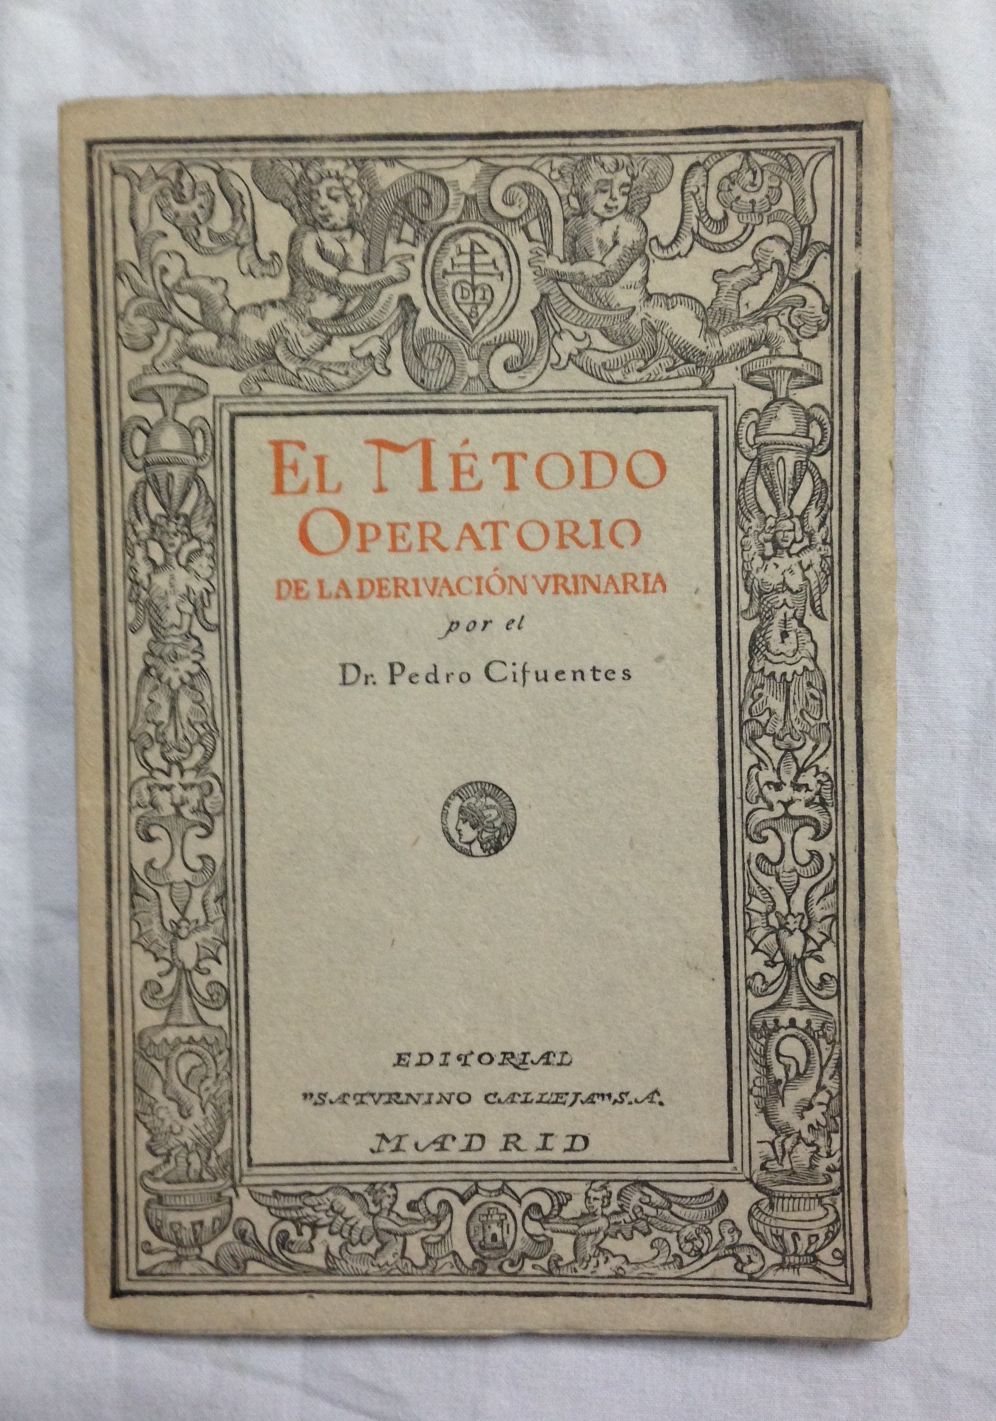 EL MÉTODO
OPERATORIO
DE LA DERIVACIÓN VRINARIA
por el
Dr. Pedro Cifuentes
EDITORIAL
"SATVRNINO CALLEJA" S.A.
MADRID